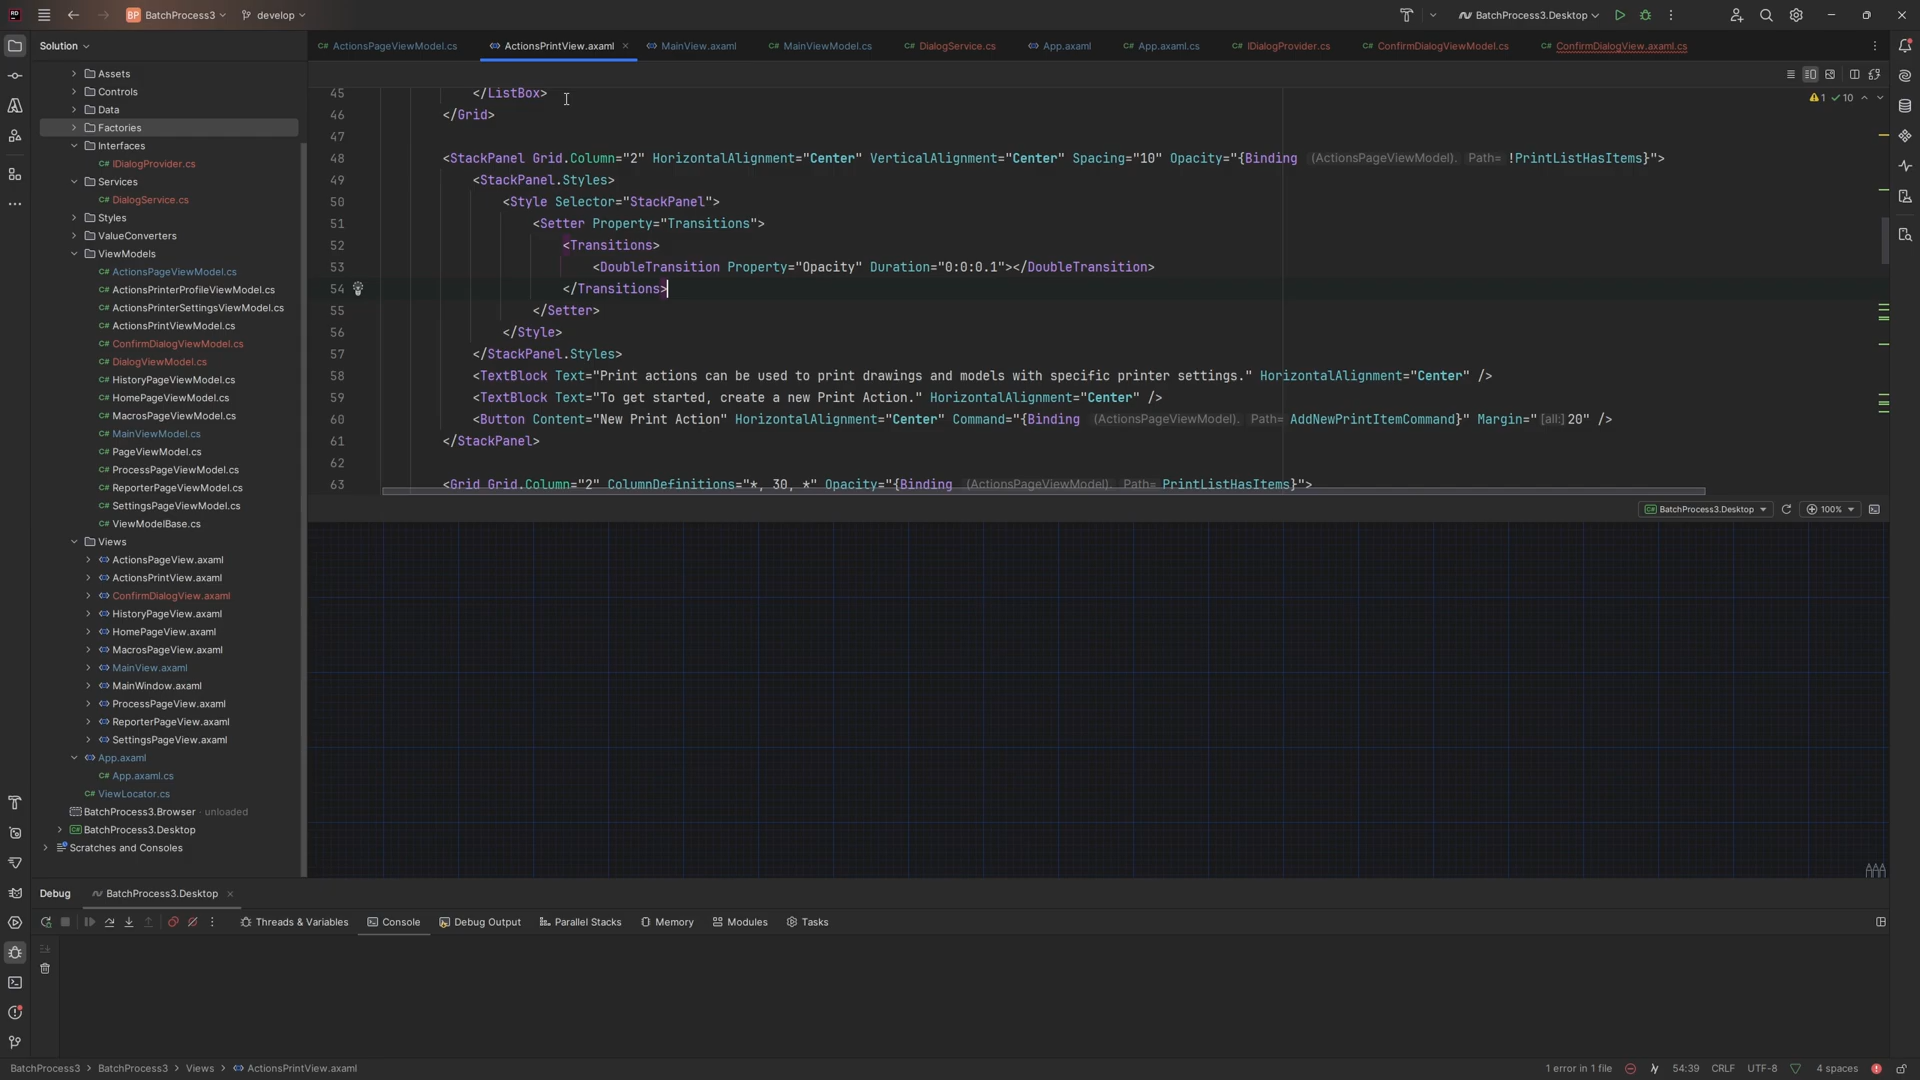 BP BatchProcess3 develop BatchProcess3.Desktop
Solution
ActionsPageViewModel.cs ActionsPrintView.axaml MainView.axaml MainViewModel.cs DialogService.cs App.axaml App.axaml.cs IDialogProvider.cs ConfirmDialogViewModel.cs ConfirmDialogView.axaml.cs
Assets
Controls
Data
Factories
Interfaces
C# IDialogProvider.cs
Services
C# DialogService.cs
Styles
ValueConverters
ViewModels
C# ActionsPageViewModel.cs
C# ActionsPrinterProfileViewModel.cs
C# ActionsPrinterSettingsViewModel.cs
C# ActionsPrintViewModel.cs
C# ConfirmDialogViewModel.cs
C# DialogViewModel.cs
C# HistoryPageViewModel.cs
C# HomePageViewModel.cs
C# MacrosPageViewModel.cs
C# MainViewModel.cs
C# PageViewModel.cs
C# ProcessPageViewModel.cs
C# ReporterPageViewModel.cs
C# SettingsPageViewModel.cs
C# ViewModelBase.cs
Views
ActionsPageView.axaml
ActionsPrintView.axaml
ConfirmDialogView.axaml
HistoryPageView.axaml
HomePageView.axaml
MacrosPageView.axaml
MainView.axaml
MainWindow.axaml
ProcessPageView.axaml
ReporterPageView.axaml
SettingsPageView.axaml
App.axaml
C# App.axaml.cs
C# ViewLocator.cs
BatchProcess3.Browser unloaded
BatchProcess3.Desktop
Scratches and Consoles
1 10
45 </ListBox>
46 </Grid>
47
48 <StackPanel Grid.Column="2" HorizontalAlignment="Center" VerticalAlignment="Center" Spacing="10" Opacity="{Binding (ActionsPageViewModel). Path= !PrintListHasItems}">
49 <StackPanel.Styles>
50 <Style Selector="StackPanel">
51 <Setter Property="Transitions">
52 <Transitions>
53 <DoubleTransition Property="Opacity" Duration="0:0:0.1"></DoubleTransition>
54 </Transitions>
55 </Setter>
56 </Style>
57 </StackPanel.Styles>
58 <TextBlock Text="Print actions can be used to print drawings and models with specific printer settings." HorizontalAlignment="Center" />
59 <TextBlock Text="To get started, create a new Print Action." HorizontalAlignment="Center" />
60 <Button Content="New Print Action" HorizontalAlignment="Center" Command="{Binding (ActionsPageViewModel). Path= AddNewPrintItemCommand}" Margin="[all:]20" />
61 </StackPanel>
62
63 <Grid Grid.Column="2" ColumnDefinitions="*, 30, *" Opacity="{Binding (ActionsPageViewModel). Path= PrintListHasItems}">
BatchProcess3.Desktop 100%
Debug BatchProcess3.Desktop
Threads & Variables Console Debug Output Parallel Stacks Memory Modules Tasks
BatchProcess3 > BatchProcess3 > Views > ActionsPrintView.axaml 1 error in 1 file 54:39 CRLF UTF-8 4 spaces